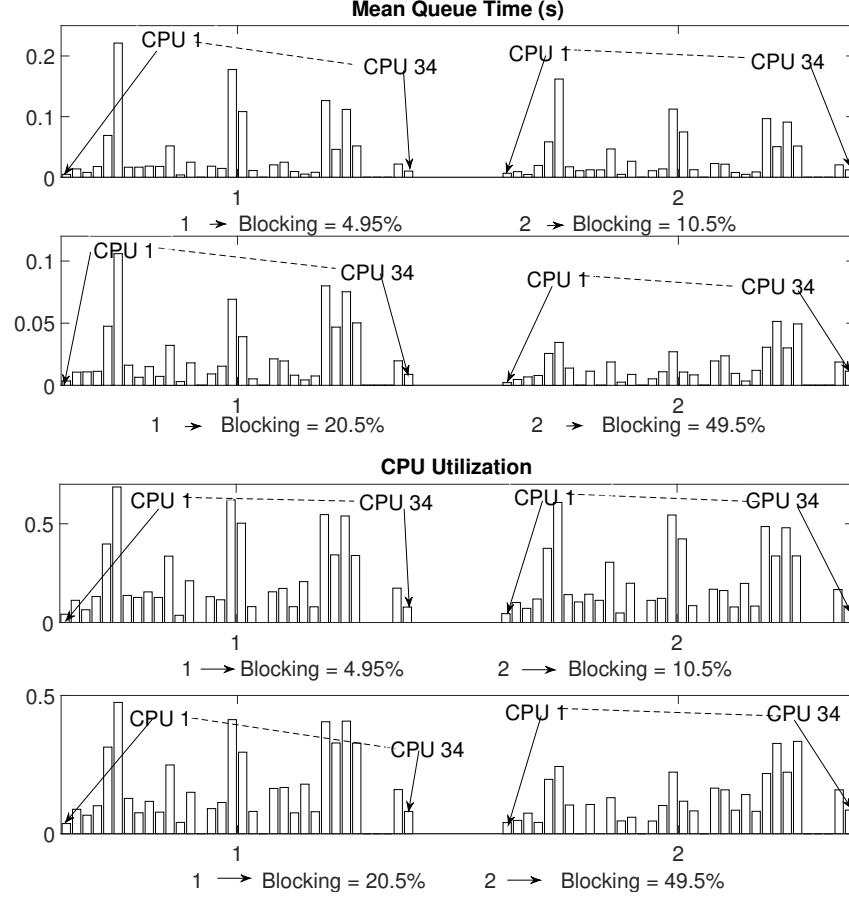 Mean Queue Time (s)
0.2
0.1
0
CPU 1
CPU 34
CPU 1
CPU 34
1
2
1 Blocking = 4.95%
2 Blocking = 10.5%
0.1
0.05
0
CPU 1
CPU 34
CPU 1
CPU 34
1
2
1 Blocking = 20.5%
2 Blocking = 49.5%
CPU Utilization
0.5
0
CPU 1
CPU 34
CPU 1
CPU 34
1
2
1 Blocking = 4.95%
2 Blocking = 10.5%
0.5
0
CPU 1
CPU 34
CPU 1
CPU 34
1
2
1 Blocking = 20.5%
2 Blocking = 49.5%